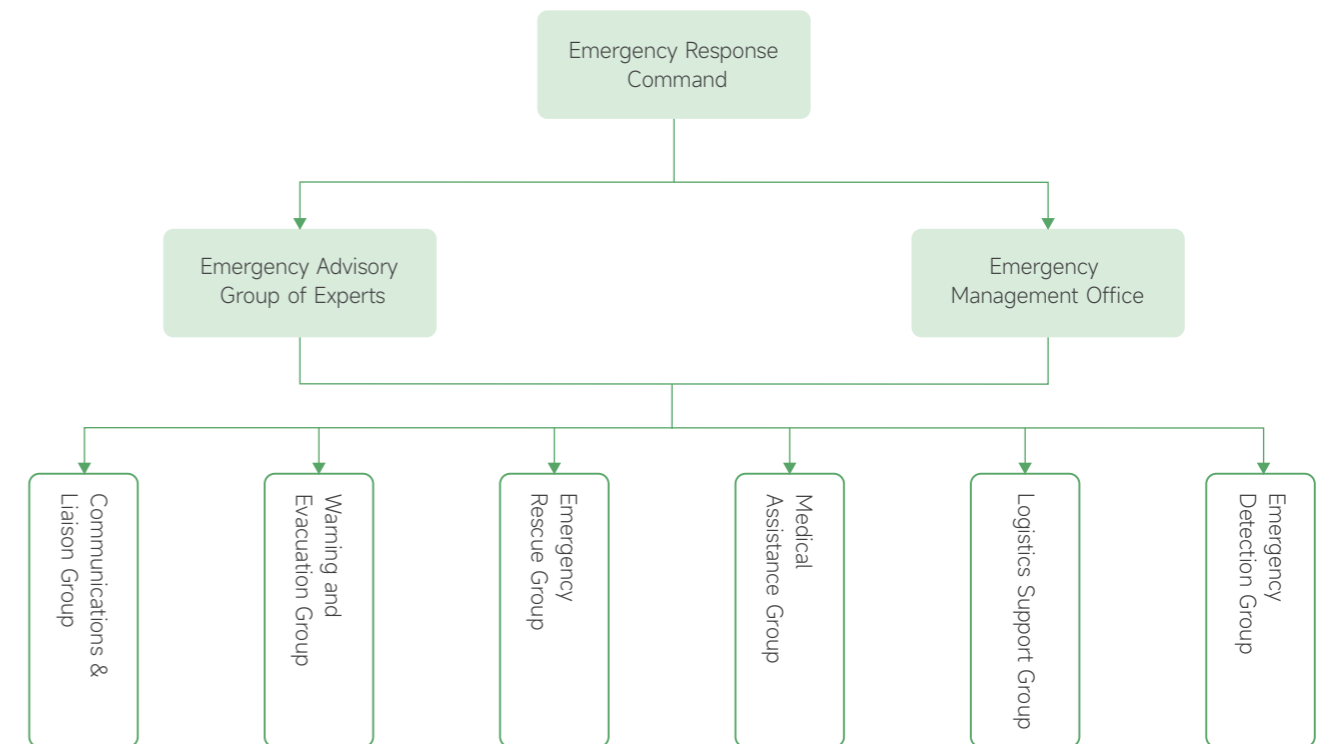 Emergency Response
Command
Emergency Advisory
Group of Experts
Emergency
Management Office
Communications &
Liaison Group
Warning and
Evacuation Group
Emergency
Rescue Group
Medical
Assistance Group
Logistics Support Group
Emergency
Detection Group